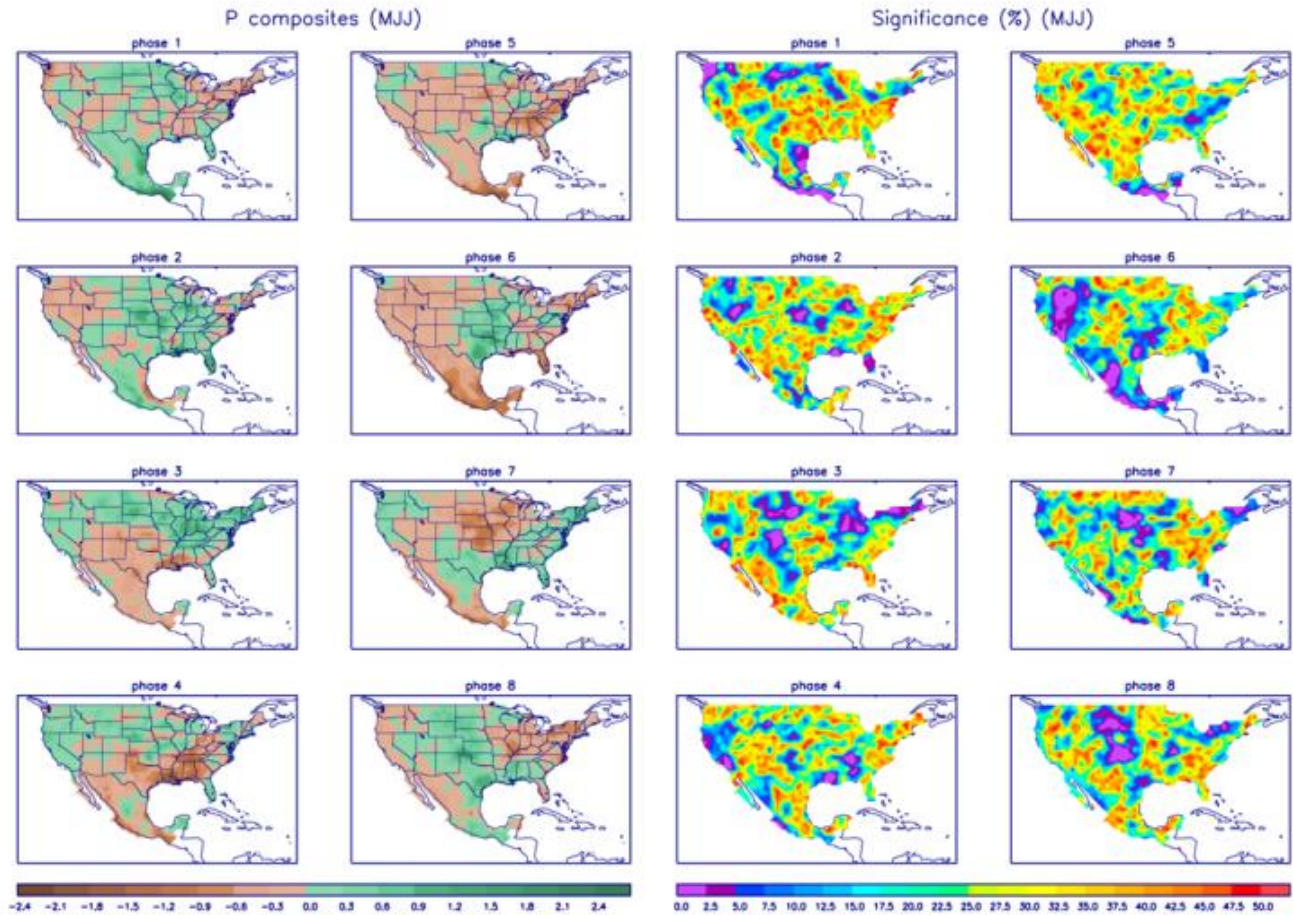 P composites (MJJ)
Significance (%) (MJJ)
phase 1
phase 5
phase 1
phase 5
phase 2
phase 6
phase 2
phase 6
phase 3
phase 7
phase 3
phase 7
phase 4
phase 8
phase 4
phase 8
-2.4 -2.1 -1.8 -1.5 -1.2 -0.9 -0.6 -0.3 0.0 0.3 0.6 0.9 1.2 1.5 1.8 2.1 2.4
0.0 2.5 5.0 7.5 10.0 12.5 15.0 17.5 20.0 22.5 25.0 27.5 30.0 32.5 35.0 37.5 40.0 42.5 45.0 47.5 50.0